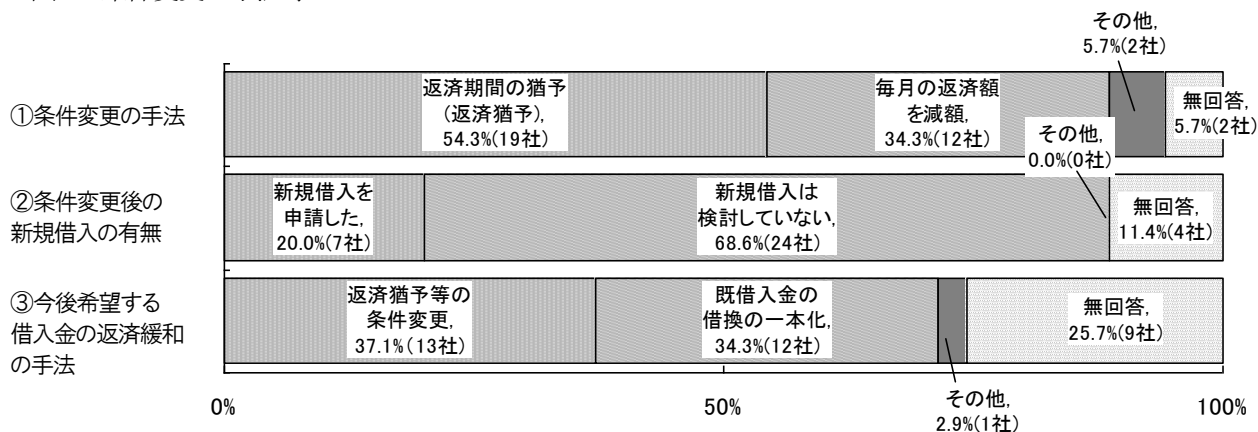 その他,
5.7%(2社)
①条件変更の手法
返済期間の猶予
(返済猶予),
54.3%(19社)
毎月の返済額
を減額,
34.3%(12社)
無回答,
5.7%(2社)
その他,
0.0%(0社)
②条件変更後の
新規借入の有無
新規借入を
申請した,
20.0%(7社)
新規借入は
検討していない,
68.6%(24社)
無回答,
11.4%(4社)
③今後希望する
借入金の返済緩和
の手法
返済猶予等の
条件変更,
37.1%(13社)
既借入金の
借換の一本化,
34.3%(12社)
無回答,
25.7%(9社)
その他,
2.9%(1社)
0%
50%
100%